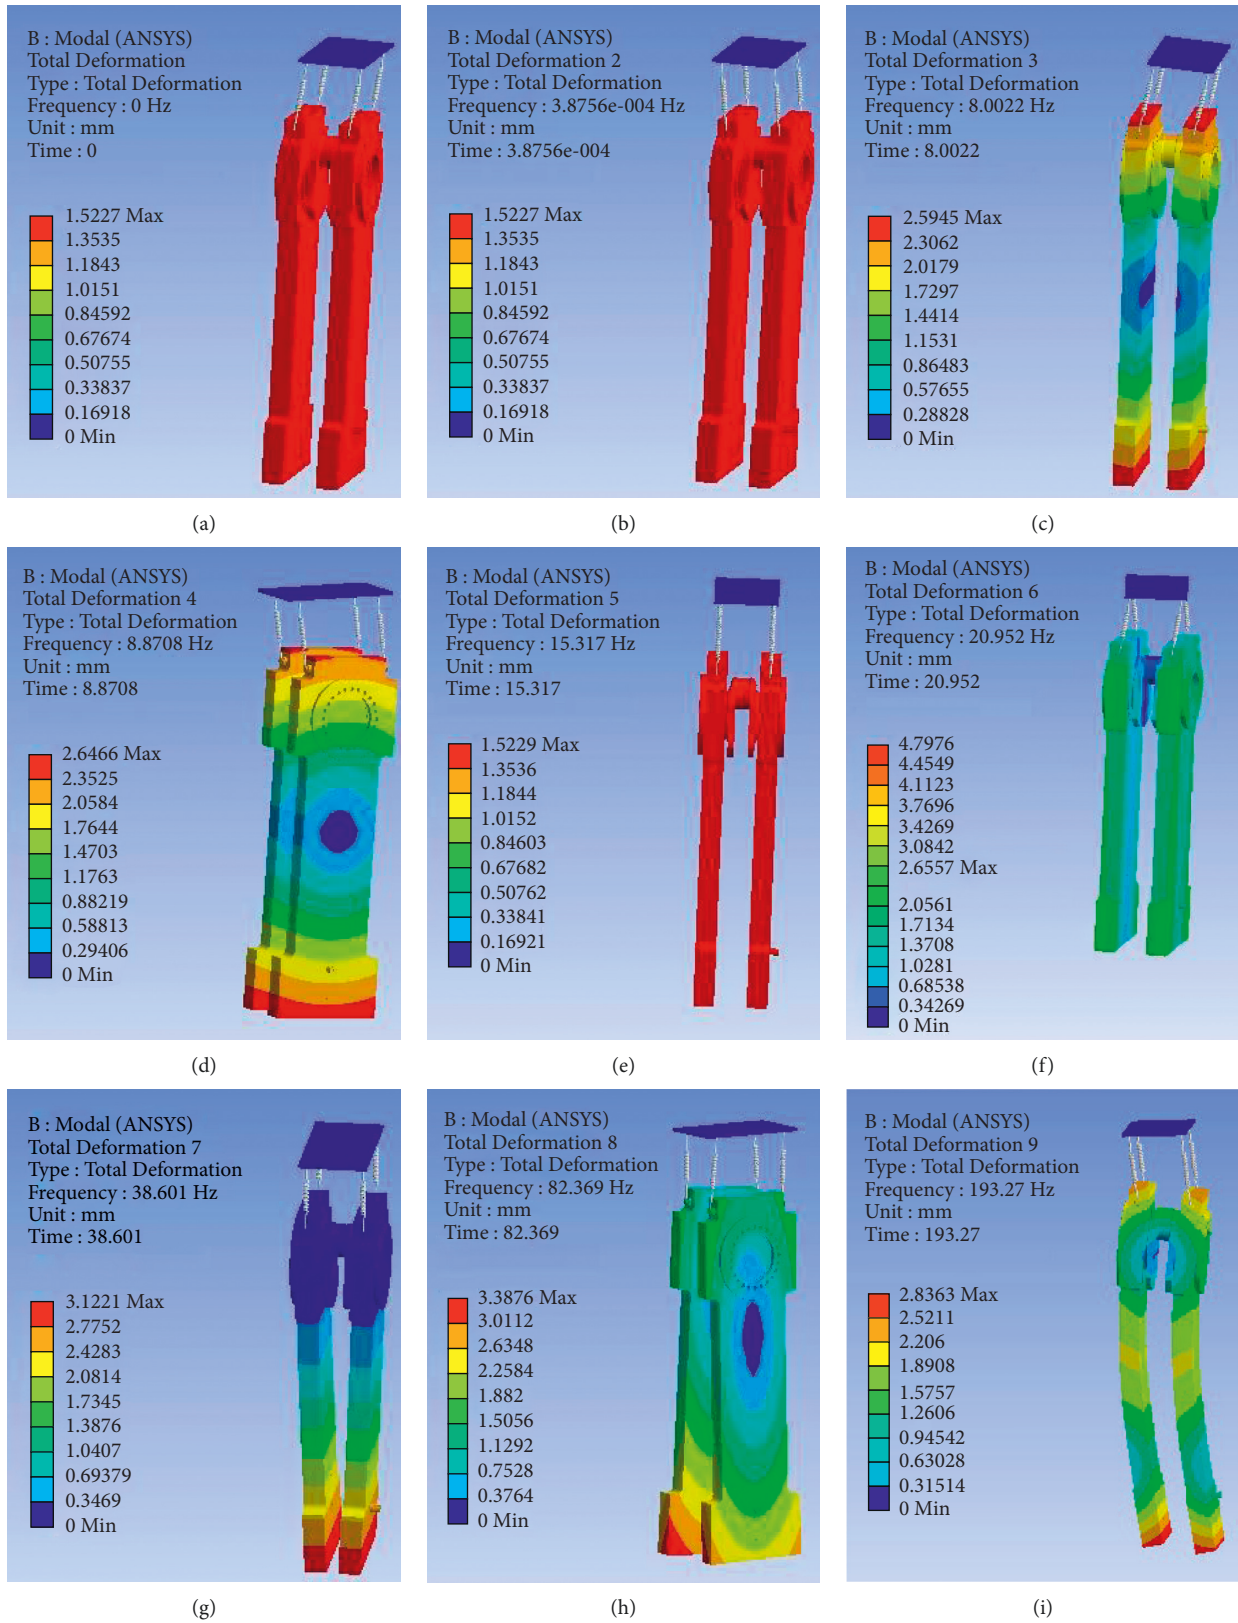 B : Modal (ANSYS)
Total Deformation
Type : Total Deformation
Frequency : 0 Hz
Unit : mm
Time : 0
1.5227 Max
1.3535
1.1843
1.0151
0.84592
0.67674
0.50755
0.33837
0.16918
0 Min
(a)
B : Modal (ANSYS)
Total Deformation 2
Type : Total Deformation
Frequency : 3.8756e-004 Hz
Unit : mm
Time : 3.8756e-004
1.5227 Max
1.3535
1.1843
1.0151
0.84592
0.67674
0.50755
0.33837
0.16918
0 Min
(b)
B : Modal (ANSYS)
Total Deformation 3
Type : Total Deformation
Frequency : 8.0022 Hz
Unit : mm
Time : 8.0022
2.5945 Max
2.3062
2.0179
1.7297
1.4414
1.1531
0.86483
0.57655
0.28828
0 Min
(c)
B : Modal (ANSYS)
Total Deformation 4
Type : Total Deformation
Frequency : 8.8708 Hz
Unit : mm
Time : 8.8708
2.6466 Max
2.3525
2.0584
1.7644
1.4703
1.1763
0.88219
0.58813
0.29406
0 Min
(d)
B : Modal (ANSYS)
Total Deformation 5
Type : Total Deformation
Frequency : 15.317 Hz
Unit : mm
Time : 15.317
1.5229 Max
1.3536
1.1844
1.0152
0.84603
0.67682
0.50762
0.33841
0.16921
0 Min
(e)
B : Modal (ANSYS)
Total Deformation 6
Type : Total Deformation
Frequency : 20.952 Hz
Unit : mm
Time : 20.952
4.7976
4.4549
4.1123
3.7696
3.4269
3.0842
2.6557 Max
2.0561
1.7134
1.3708
1.0281
0.68538
0.34269
0 Min
(f)
B : Modal (ANSYS)
Total Deformation 7
Type : Total Deformation
Frequency : 38.601 Hz
Unit : mm
Time : 38.601
3.1221 Max
2.7752
2.4283
2.0814
1.7345
1.3876
1.0407
0.69379
0.3469
0 Min
(g)
B : Modal (ANSYS)
Total Deformation 8
Type : Total Deformation
Frequency : 82.369 Hz
Unit : mm
Time : 82.369
3.3876 Max
3.0112
2.6348
2.2584
1.882
1.5056
1.1292
0.7528
0.3764
0 Min
(h)
B : Modal (ANSYS)
Total Deformation 9
Type : Total Deformation
Frequency : 193.27 Hz
Unit : mm
Time : 193.27
2.8363 Max
2.5211
2.206
1.8908
1.5757
1.2606
0.94542
0.63028
0.31514
0 Min
(i)